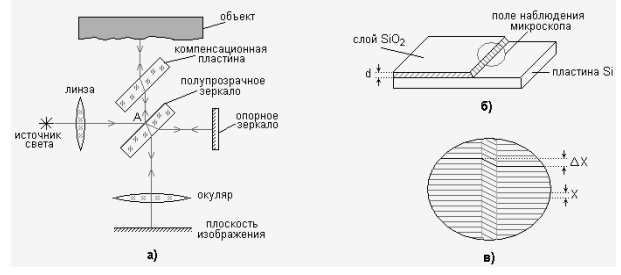 объект
компенсационная
пластина
полупрозрачное
зеркало
линза
A
опорное
зеркало
источник
света
окуляр
плоскость
изображения
а)
поле наблюдения
микроскопа
слой SiO2
d
пластина Si
б)
ΔX
X
в)